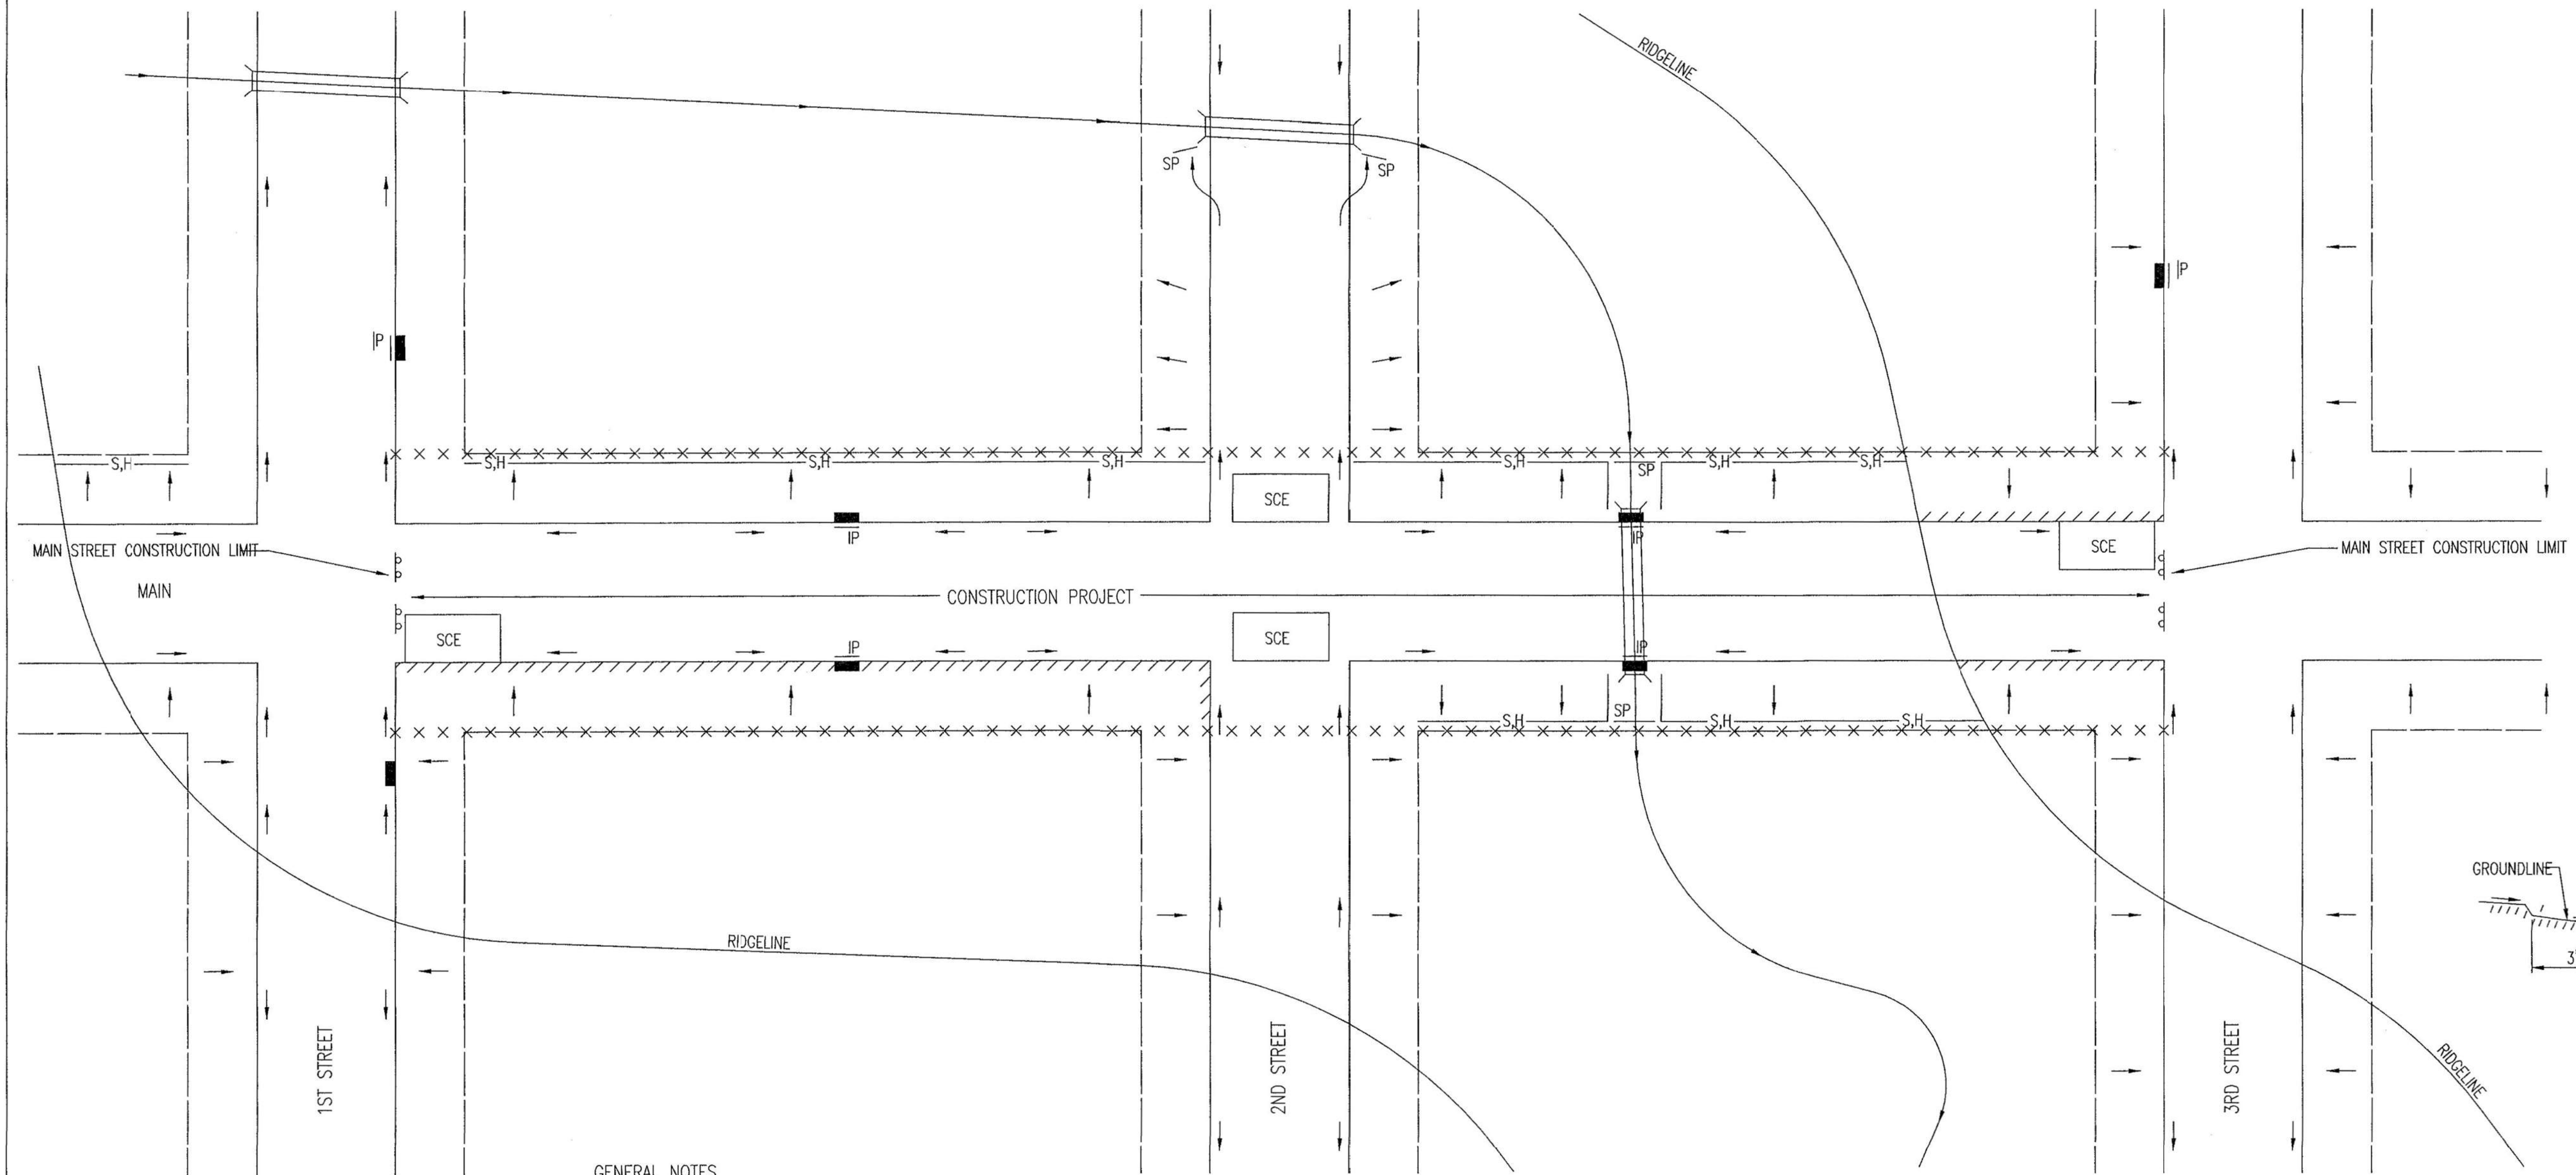 RIDGELINE
SP
SP
IP
IP
S,H
S,H
S,H
S,H
S,H
SP
S,H
S,H
SCE
MAIN STREET CONSTRUCTION LIMIT
IP
IP
SCE
MAIN STREET CONSTRUCTION LIMIT
MAIN
CONSTRUCTION PROJECT
SCE
IP
SCE
IP
S,H
SP
S,H
S,H
GROUNDLINE
3'
RIDGELINE
1ST STREET
2ND STREET
3RD STREET
RIDGELINE
GENERAL NOTES